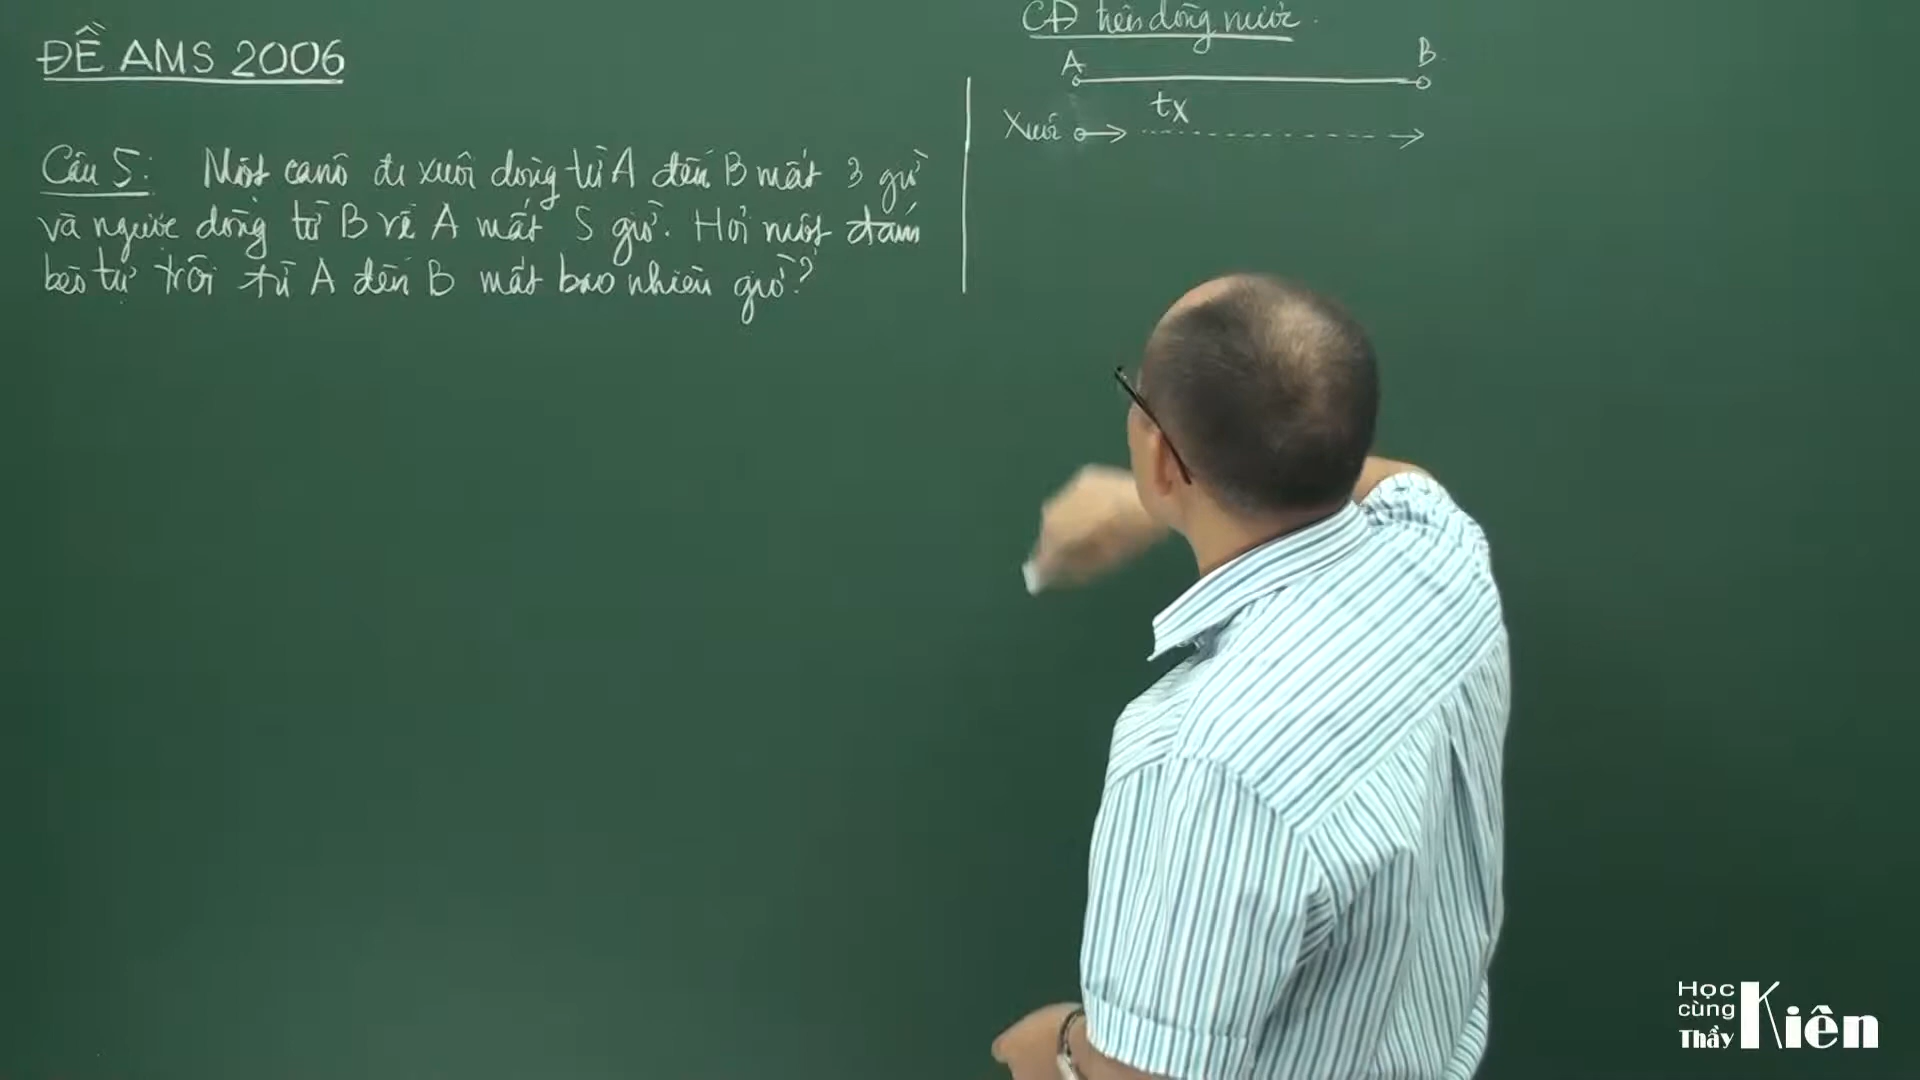 ĐỀ AMS 2006
Câu 5: Một canô đi xuôi dòng từ A đến B mất 3 giờ
và ngược dòng từ B về A mất 5 giờ. Hỏi một đám
bèo tự trôi từ A đến B mất bao nhiêu giờ?
CĐ trên dòng nước
A B
tx
Xuôi
Học
cùng
Thầy Kiên